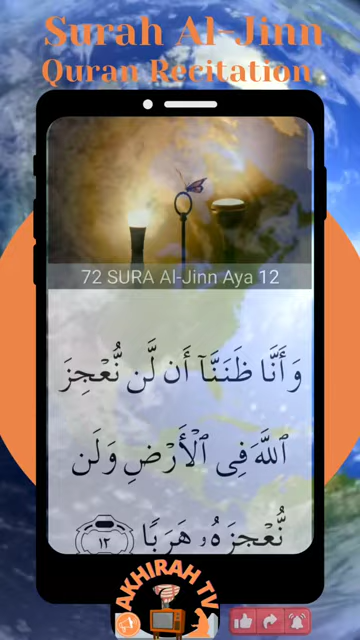 Surah Al-Jinn
Quran Recitation
72 SURA Al-Jinn Aya 12
وَأَنَّا ظَنَنَّآ أَن لَّن نُّعْجِزَ
ٱللَّهَ فِى ٱلْأَرْضِ وَلَن
نُّعْجِزَهُۥ هَرَبًا ١٢
AKHIRAH TV